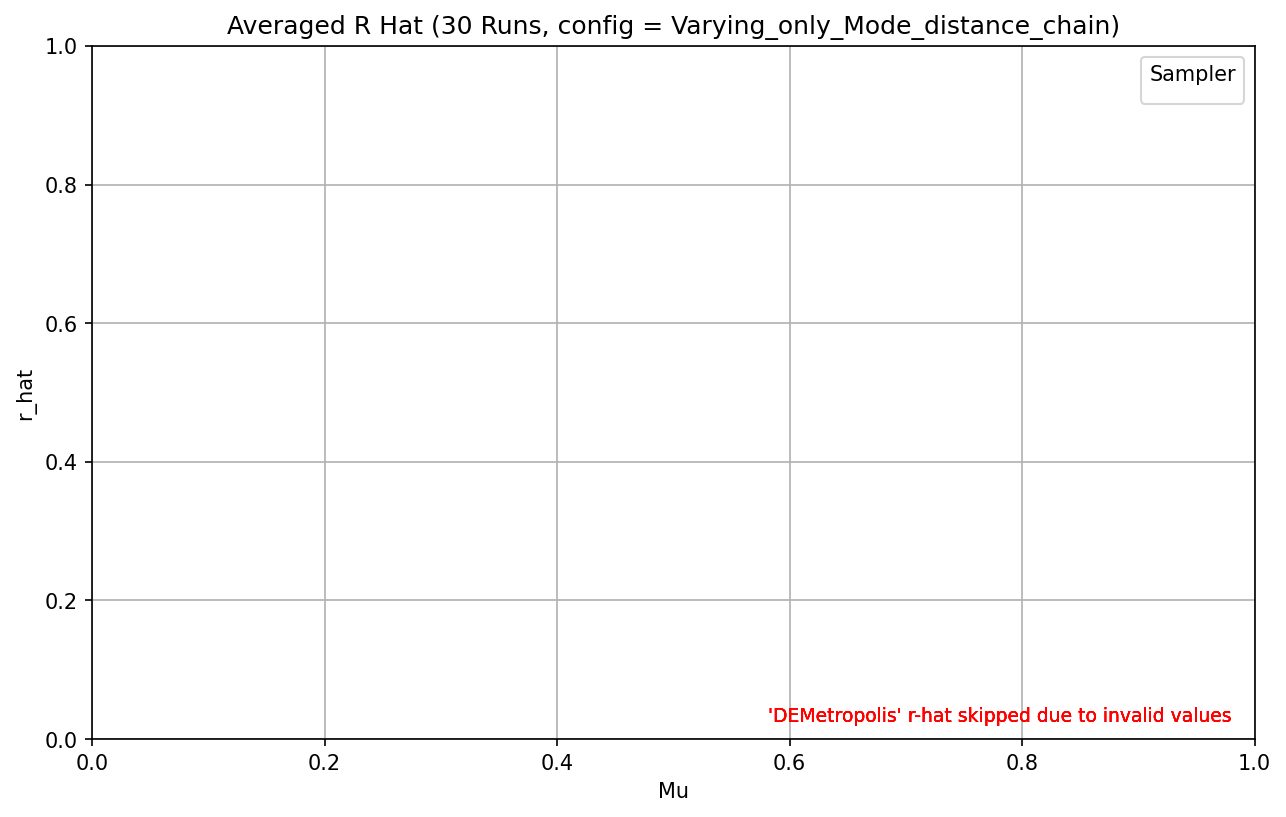 Averaged R Hat (30 Runs, config = Varying_only_Mode_distance_chain)
Sampler
1.0
0.8
0.6
0.4
0.2
0.0
r_hat
'DEMetropolis' r-hat skipped due to invalid values
0.0 0.2 0.4 0.6 0.8 1.0
Mu